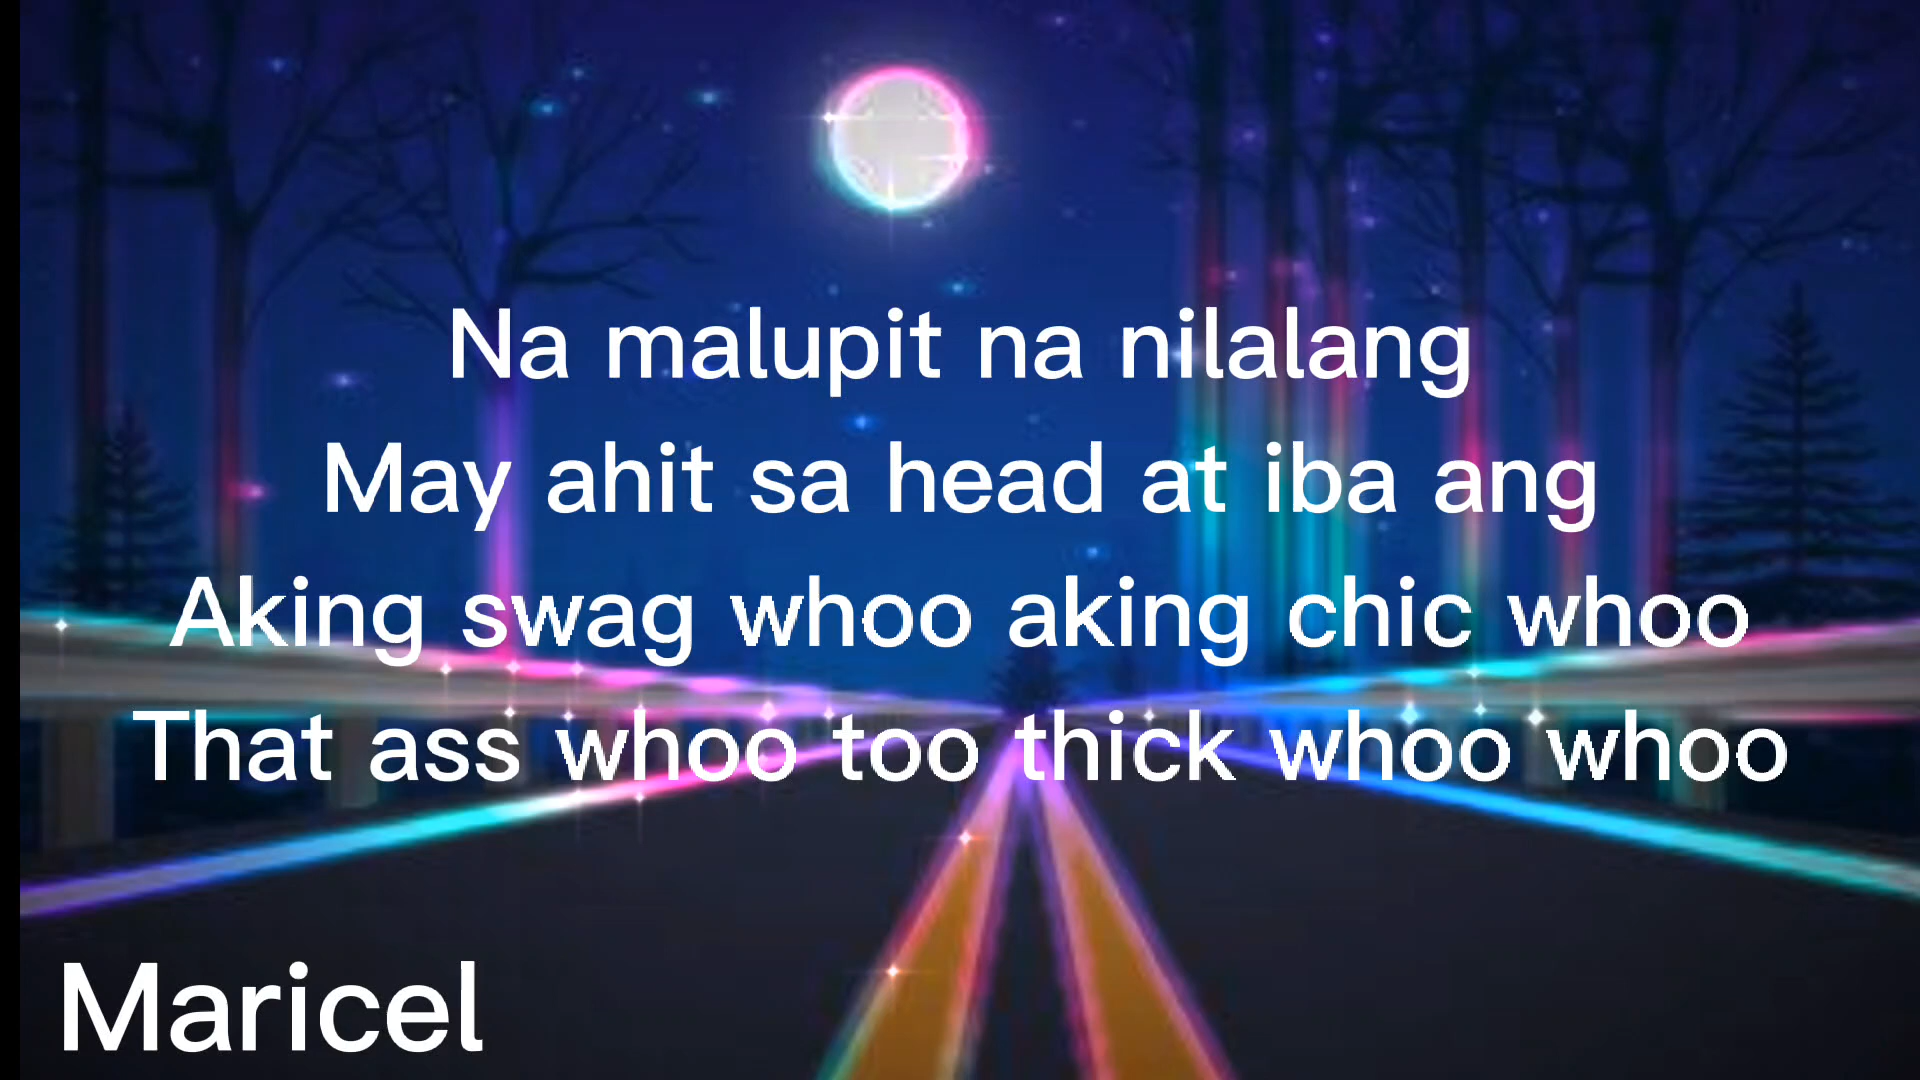 Na malupit na nilalang
May ahit sa head at iba ang
Aking swag whoo aking chic whoo
That ass whoo too thick whoo whoo
Maricel